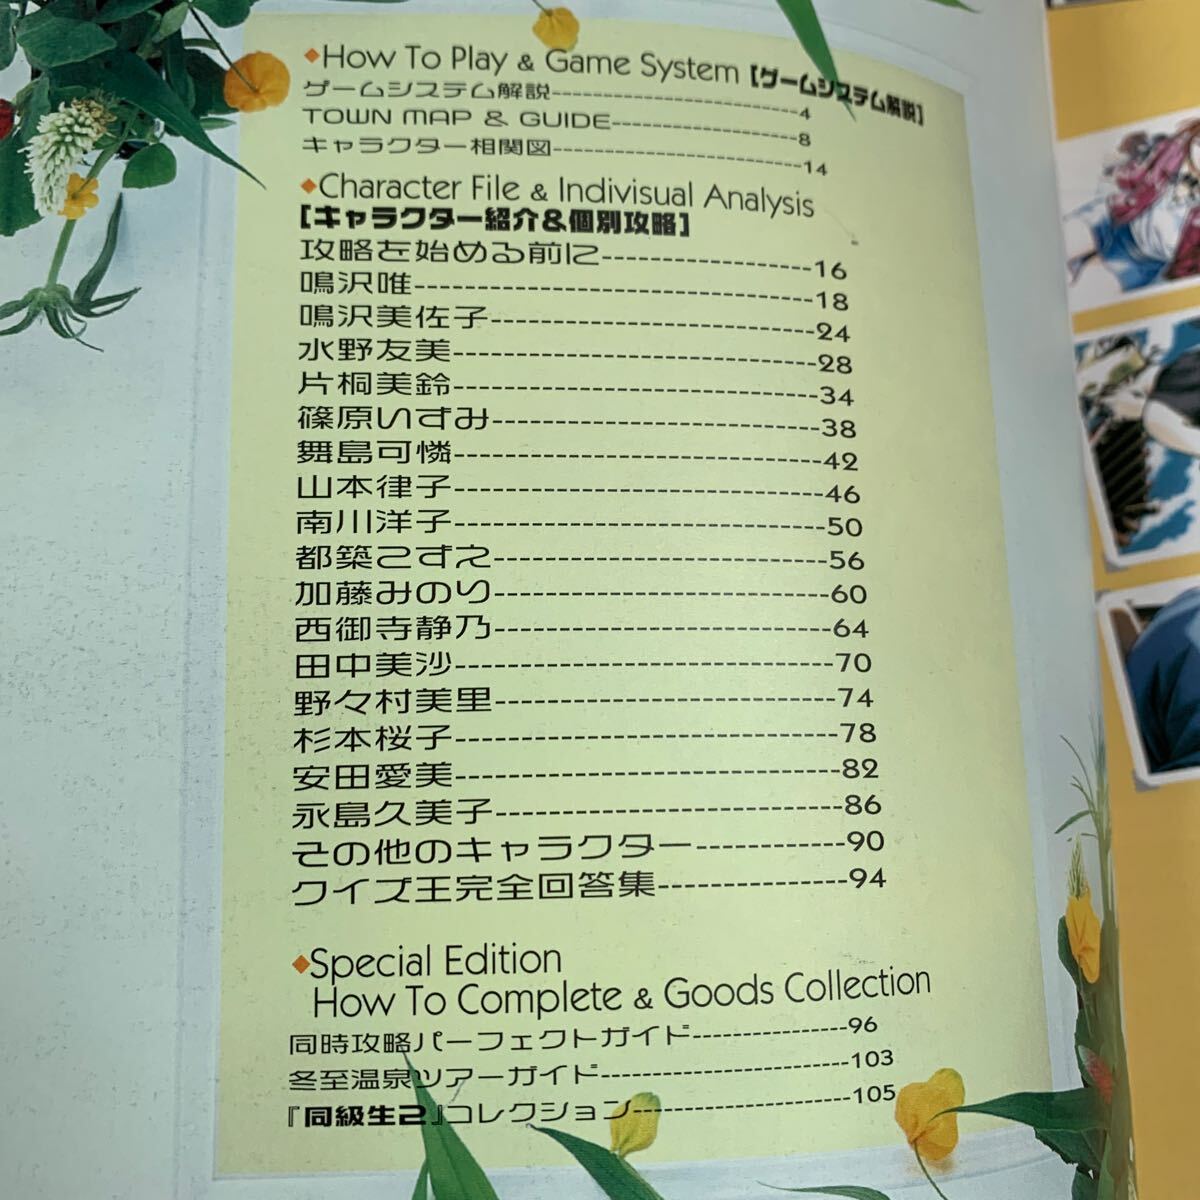 ◆How To Play & Game System【ゲームシステム解説】
ゲームシステム解説------------------------4
TOWN MAP & GUIDE--------------------8
キャラクター相関図------------------------14
◆Character File & Indivisual Analysis
【キャラクター紹介&個別攻略】
攻略を始める前に------------------16
鳴沢唯----------------------------------18
鳴沢美佐子---------------------------24
水野友美-------------------------------28
片桐美鈴-------------------------------34
篠原いずみ---------------------------38
舞島可憐-------------------------------42
山本律子-------------------------------46
南川洋子-------------------------------50
都築こずえ---------------------------56
加藤みのり---------------------------60
西御寺静乃---------------------------64
田中美沙-------------------------------70
野々村美里---------------------------74
杉本桜子-------------------------------78
安田愛美-------------------------------82
永島久美子---------------------------86
その他のキャラクター------------90
クイズ王完全回答集---------------94
◆Special Edition
How To Complete & Goods Collection
同時攻略パーフェクトガイド---------------96
冬至温泉ツアーガイド------------------------103
『同級生2』コレクション---------------------105